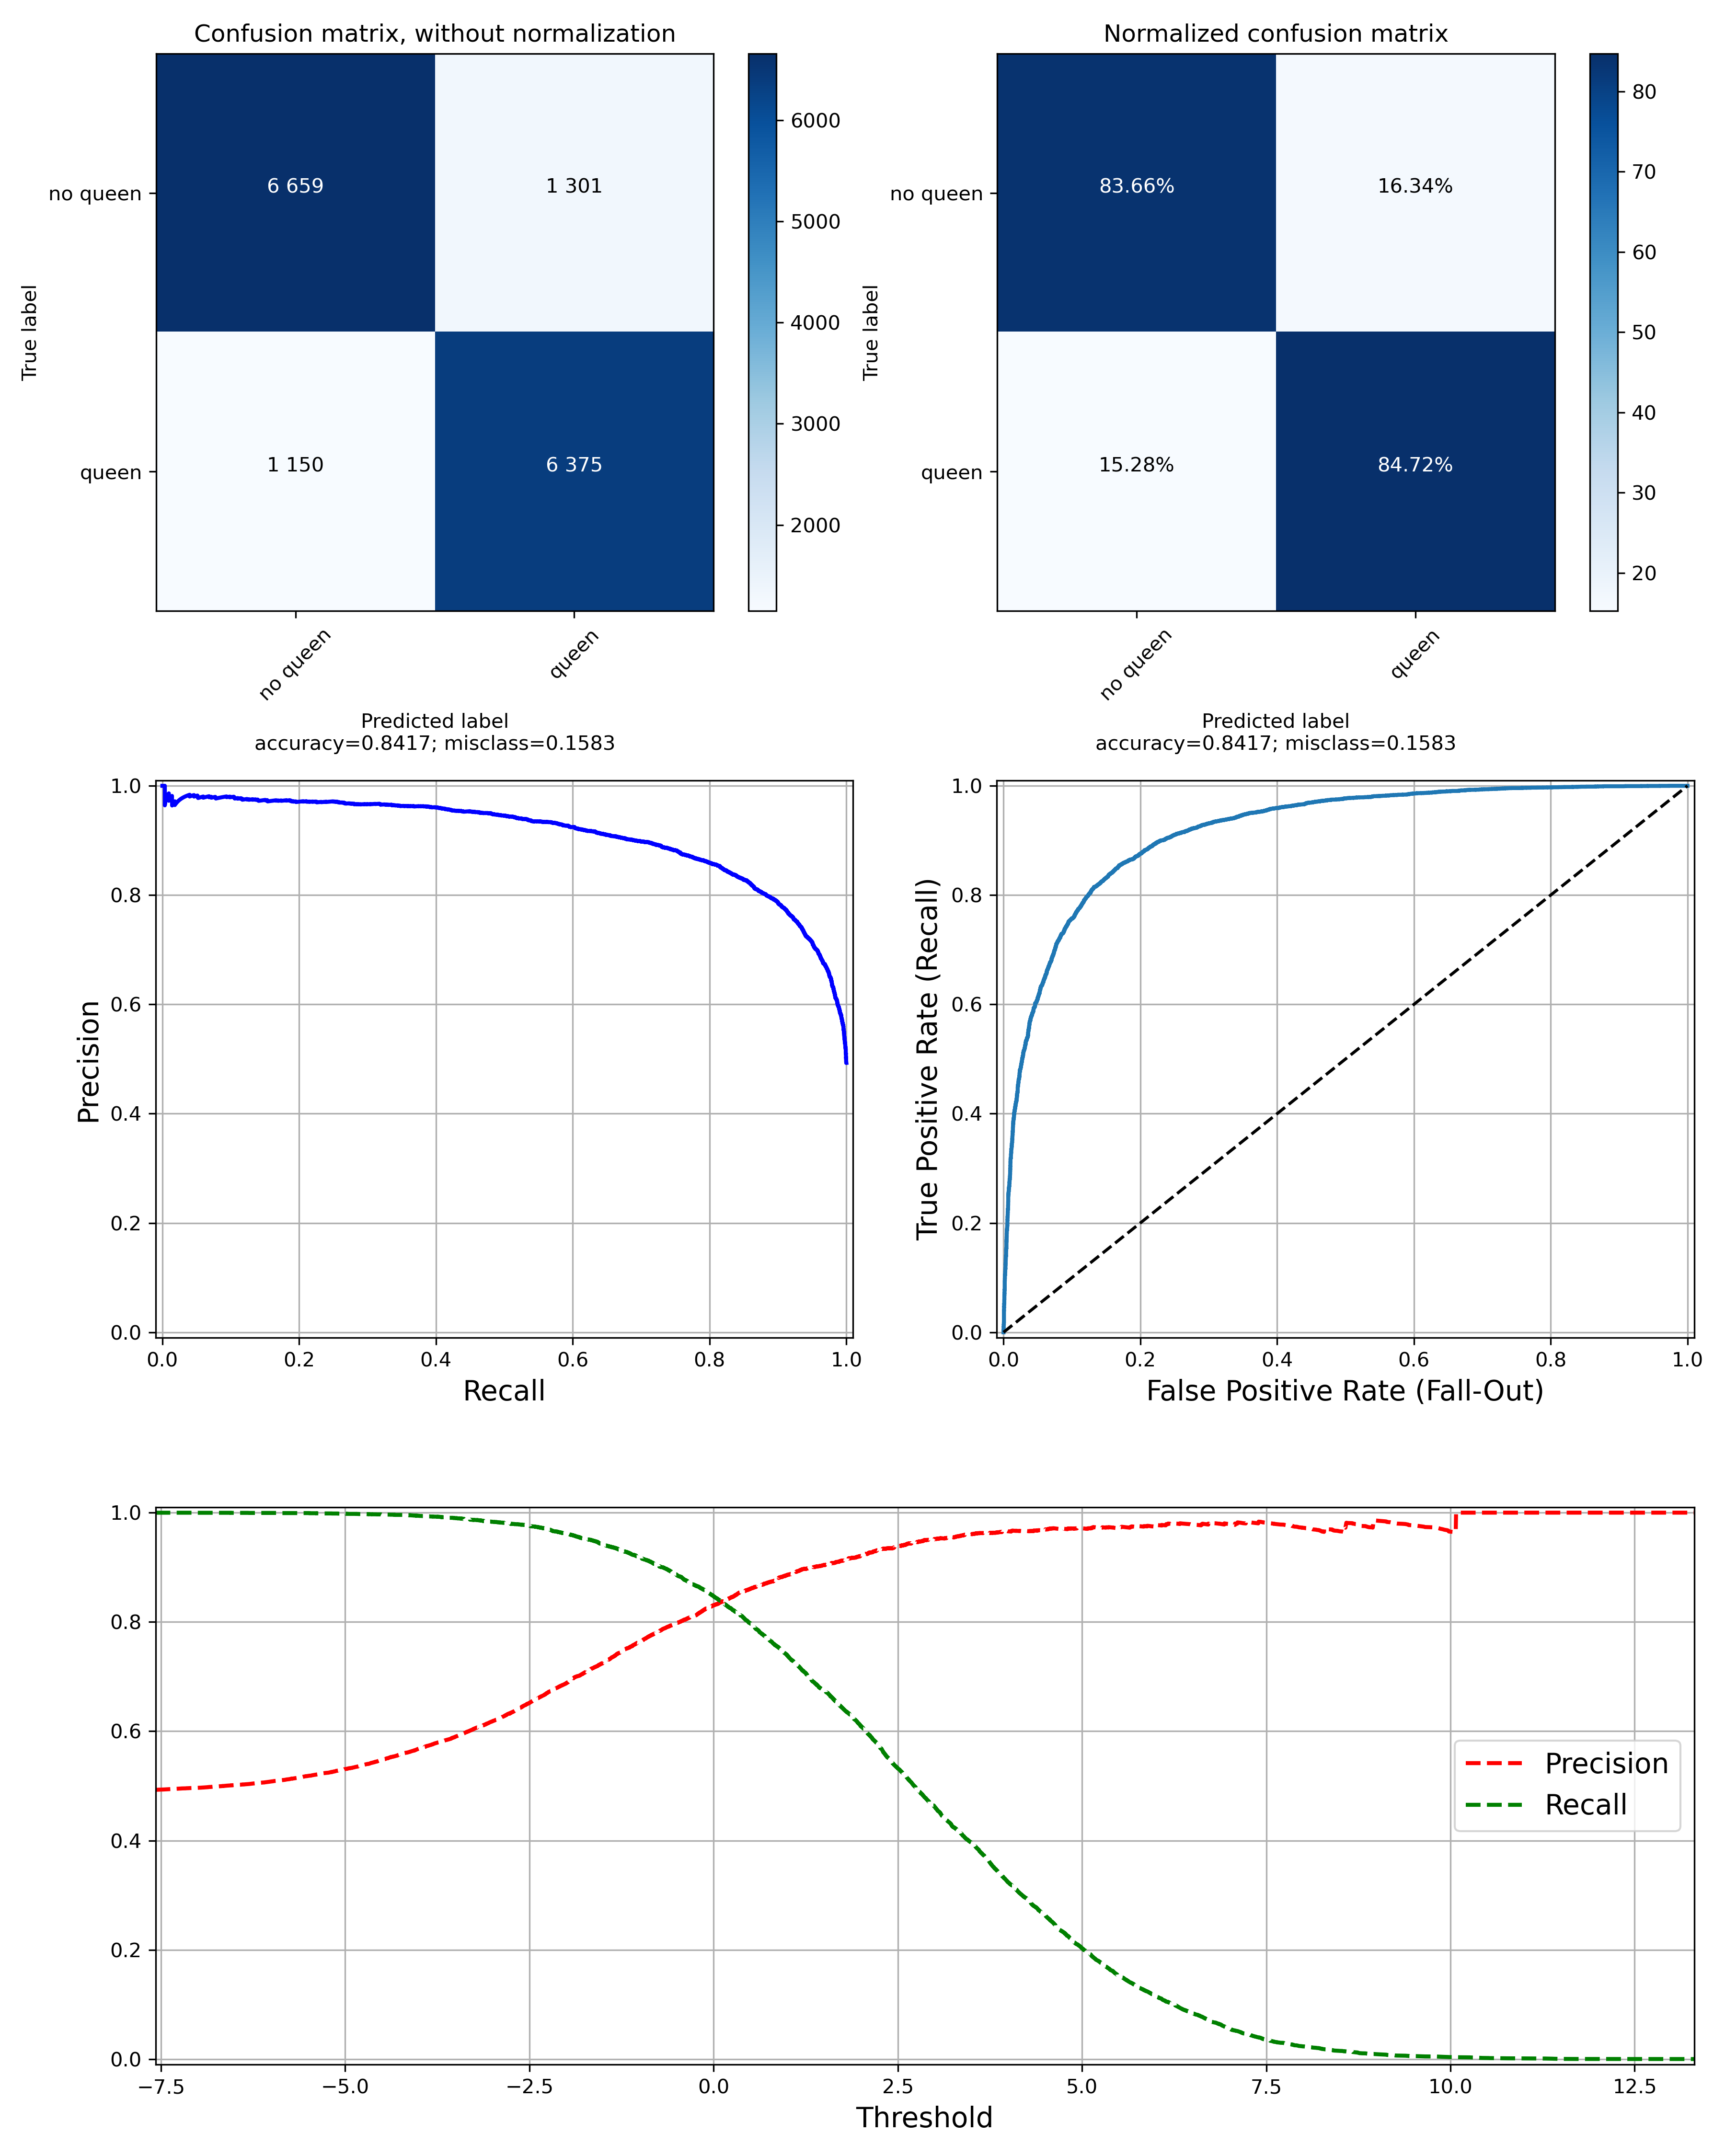 Confusion matrix, without normalization
6 659
1 301
1 150
6 375
no queen
queen
True label
6000
5000
4000
3000
2000
no queen
queen
Predicted label
accuracy=0.8417; misclass=0.1583
Normalized confusion matrix
83.66%
16.34%
15.28%
84.72%
no queen
queen
True label
80
70
60
50
40
30
20
no queen
queen
Predicted label
accuracy=0.8417; misclass=0.1583
1.0
0.8
0.6
0.4
0.2
0.0
Precision
0.0 0.2 0.4 0.6 0.8 1.0
Recall
1.0
0.8
0.6
0.4
0.2
0.0
True Positive Rate (Recall)
0.0 0.2 0.4 0.6 0.8 1.0
False Positive Rate (Fall-Out)
1.0
0.8
0.6
0.4
0.2
0.0
Precision
Recall
−7.5 −5.0 −2.5 0.0 2.5 5.0 7.5 10.0 12.5
Threshold